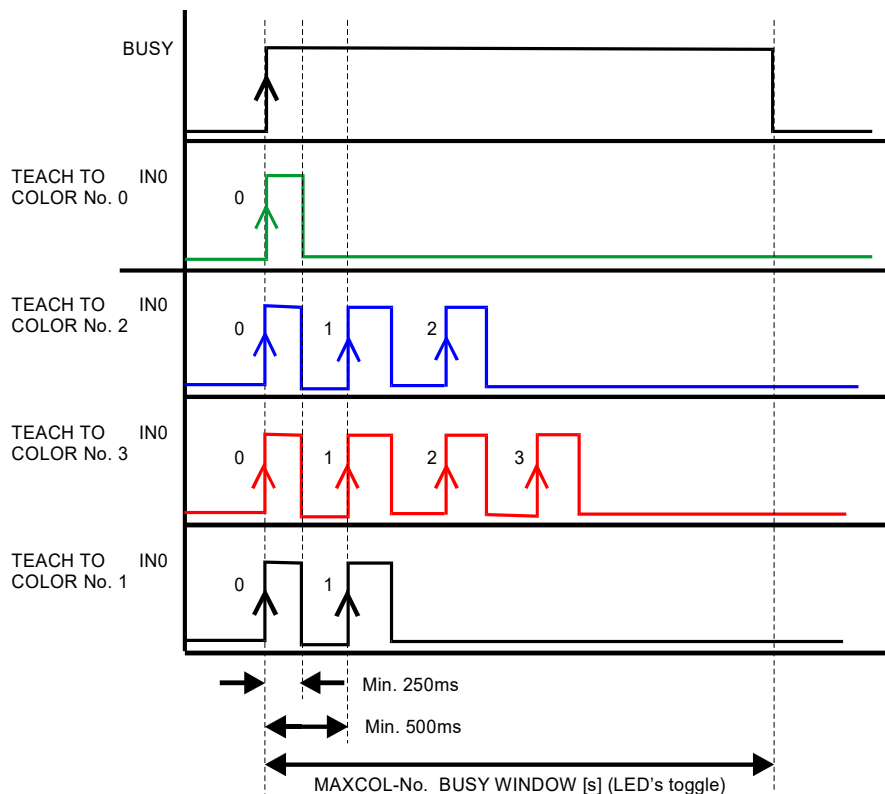 BUSY
TEACH TO IN0
COLOR No. 0
0
TEACH TO IN0
COLOR No. 2
0 1 2
TEACH TO IN0
COLOR No. 3
0 1 2 3
TEACH TO IN0
COLOR No. 1
0 1
Min. 250ms
Min. 500ms
MAXCOL-No. BUSY WINDOW [s] (LED's toggle)